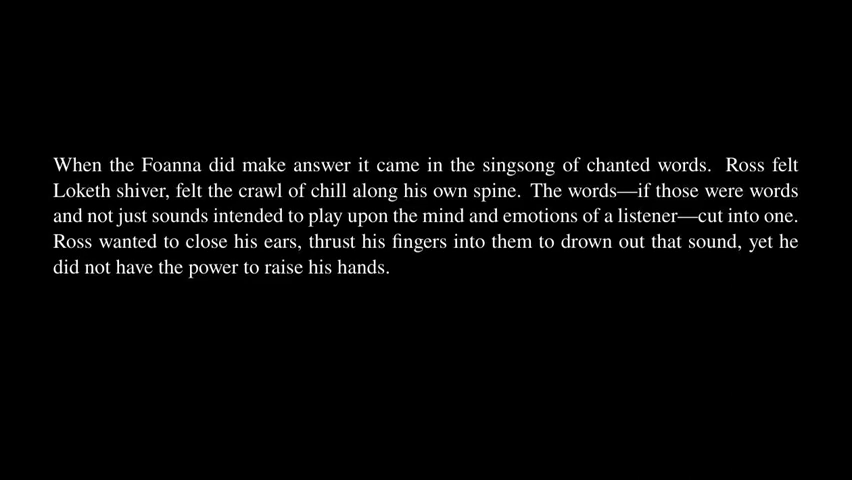 When the Foanna did make answer it came in the singsong of chanted words. Ross felt
Loketh shiver, felt the crawl of chill along his own spine. The words—if those were words
and not just sounds intended to play upon the mind and emotions of a listener—cut into one.
Ross wanted to close his ears, thrust his fingers into them to drown out that sound, yet he
did not have the power to raise his hands.